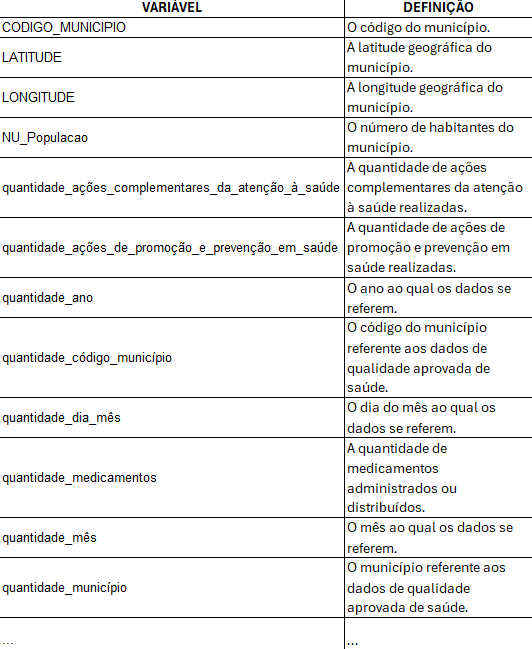 VARIÁVEL DEFINIÇÃO
CODIGO_MUNICIPIO O código do município.
LATITUDE A latitude geográfica do
município.
LONGITUDE A longitude geográfica do
município.
NU_Populacao O número de habitantes do
município.
quantidade_ações_complementares_da_atenção_à_saúde A quantidade de ações
complementares da atenção
à saúde realizadas.
quantidade_ações_de_promoção_e_prevenção_em_saúde A quantidade de ações de
promoção e prevenção em
saúde realizadas.
quantidade_ano O ano ao qual os dados se
referem.
quantidade_código_município O código do município
referente aos dados de
qualidade aprovada de
saúde.
quantidade_dia_mês O dia do mês ao qual os
dados se referem.
quantidade_medicamentos A quantidade de
medicamentos
administrados ou
distribuídos.
quantidade_mês O mês ao qual os dados se
referem.
quantidade_município O município referente aos
dados de qualidade
aprovada de saúde.
... ...